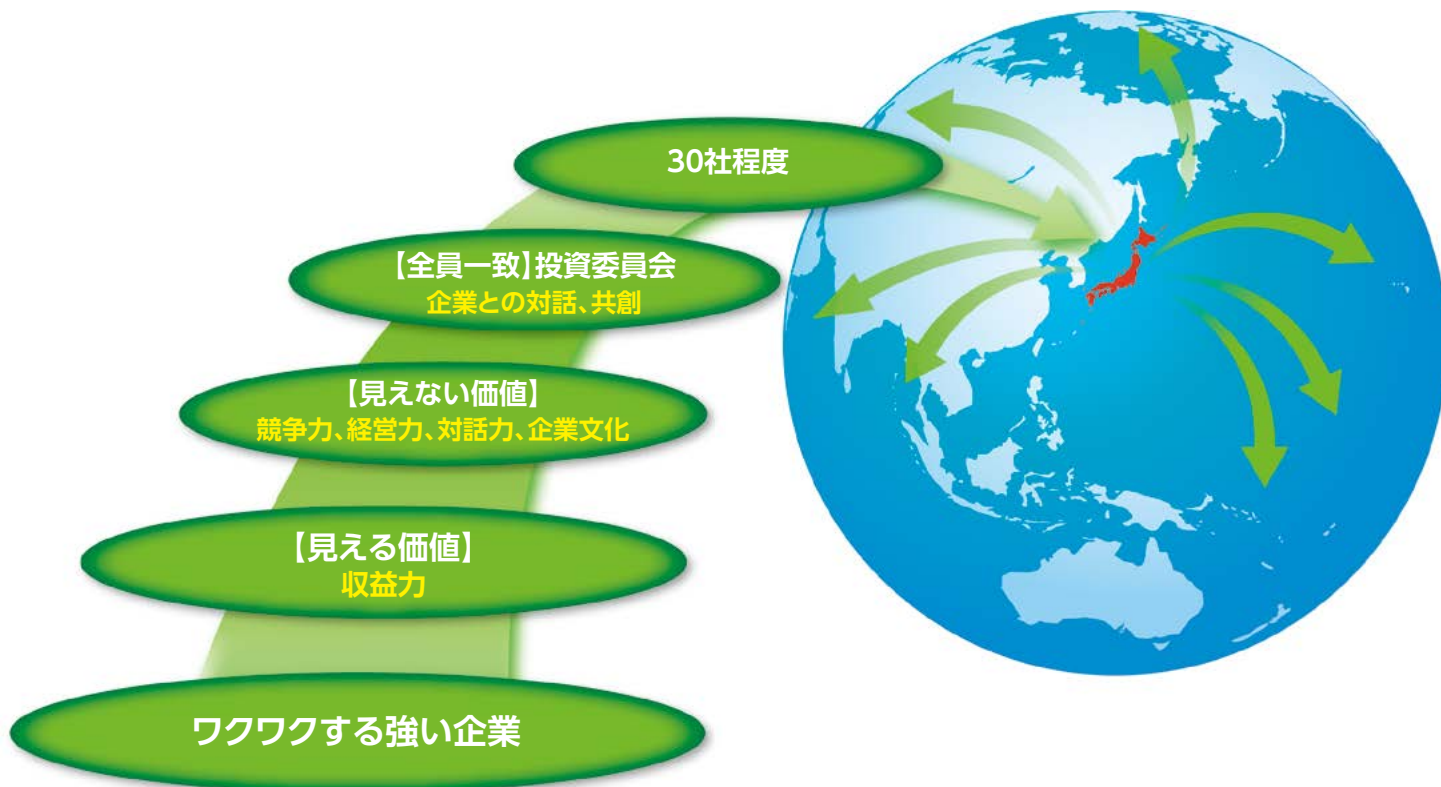 30社程度
【全員一致】投資委員会
企業との対話、共創
【見えない価値】
競争力、経営力、対話力、企業文化
【見える価値】
収益力
ワクワクする強い企業